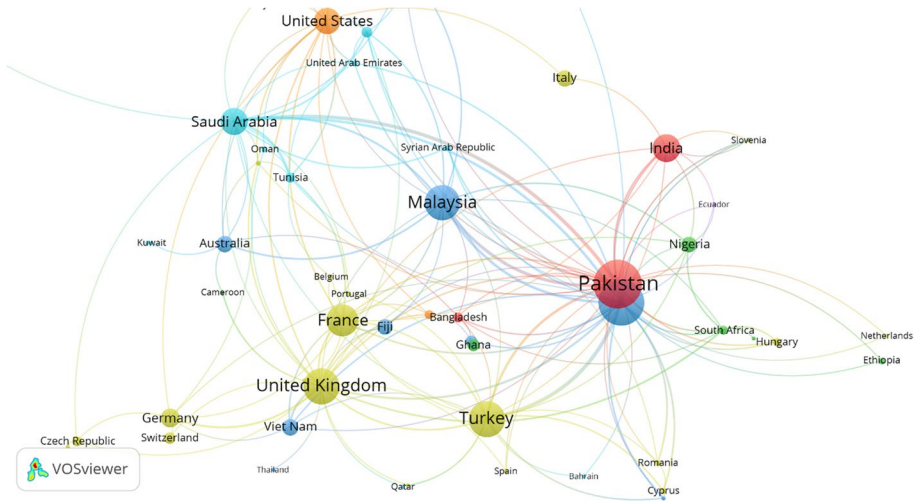 United States
United Arab Emirates
Italy
Saudi Arabia
Oman
Syrian Arab Republic
India
Slovenia
Tunisia
Malaysia
Ecuador
Kuwait
Australia
Nigeria
Belgium
Pakistan
Cameroon
Portugal
France
Fiji
Bangladesh
Ghana
South Africa
Hungary
Netherlands
Ethiopia
United Kingdom
Germany
Turkey
Viet Nam
Switzerland
Czech Republic
Thailand
Spain
Romania
Bahrain
Qatar
Cyprus
VOSviewer